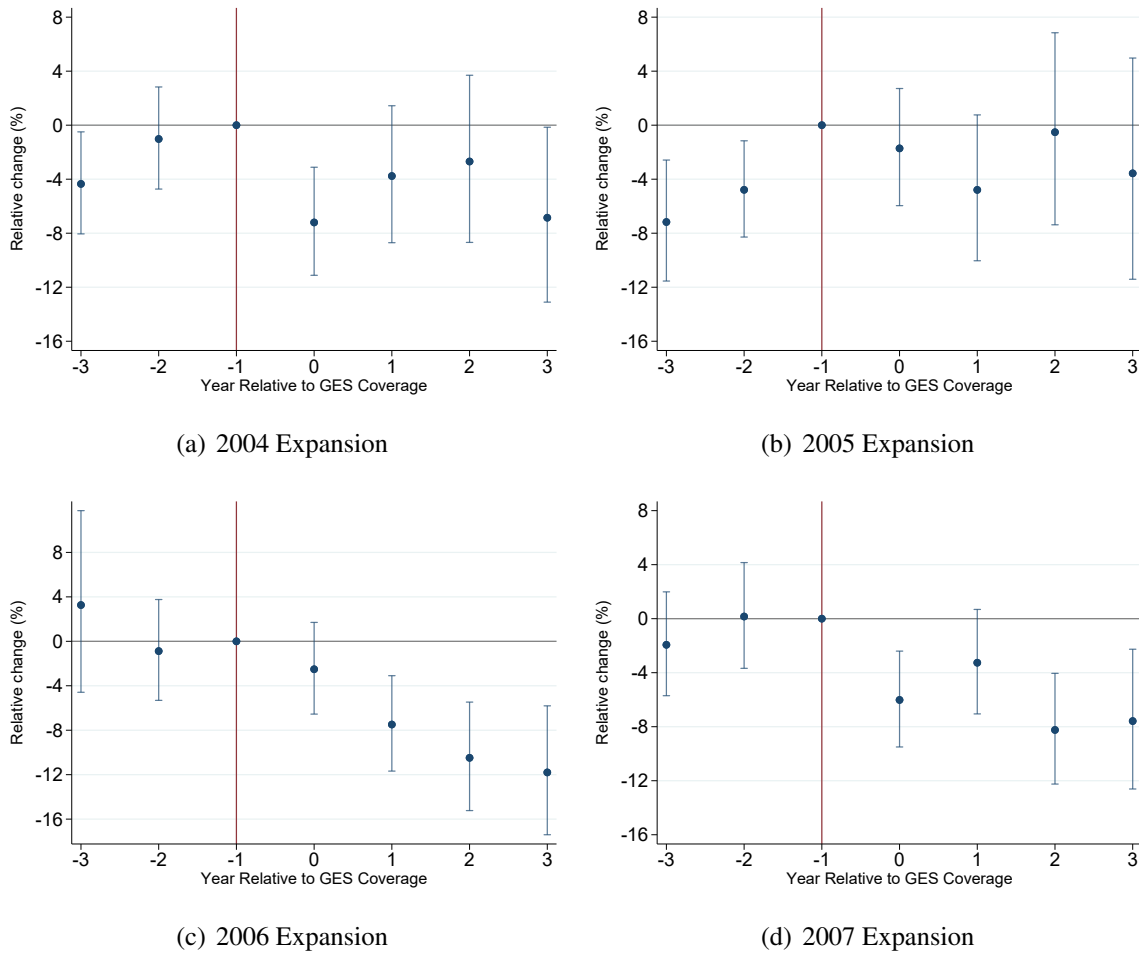 8
4
0
-4
-8
-12
-16
Relative change (%)
-3 -2 -1 0 1 2 3
Year Relative to GES Coverage
(a) 2004 Expansion
8
4
0
-4
-8
-12
-16
Relative change (%)
-3 -2 -1 0 1 2 3
Year Relative to GES Coverage
(b) 2005 Expansion
8
4
0
-4
-8
-12
-16
Relative change (%)
-3 -2 -1 0 1 2 3
Year Relative to GES Coverage
(c) 2006 Expansion
8
4
0
-4
-8
-12
-16
Relative change (%)
-3 -2 -1 0 1 2 3
Year Relative to GES Coverage
(d) 2007 Expansion